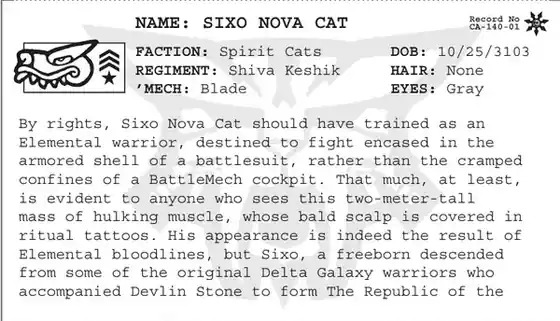 NAME: SIXO NOVA CAT
Record No
CA-140-01
FACTION: Spirit Cats
DOB: 10/25/3103
REGIMENT: Shiva Keshik
HAIR: None
'MECH: Blade
EYES: Gray
By rights, Sixo Nova Cat should have trained as an
Elemental warrior, destined to fight encased in the
armored shell of a battlesuit, rather than the cramped
confines of a BattleMech cockpit. That much, at least,
is evident to anyone who sees this two-meter-tall
mass of hulking muscle, whose bald scalp is covered in
ritual tattoos. His appearance is indeed the result of
Elemental bloodlines, but Sixo, a freeborn descended
from some of the original Delta Galaxy warriors who
accompanied Devlin Stone to form The Republic of the